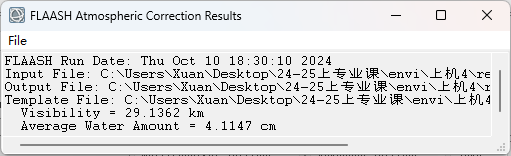 FLAASH Atmospheric Correction Results
File
FLAASH Run Date: Thu Oct 10 18:30:10 2024
Input File: C:\Users\Xuan\Desktop\24-25上专业课\envi\上机4\re
Output File: C:\Users\Xuan\Desktop\24-25上专业课\envi\上机4\r
Template File: C:\Users\Xuan\Desktop\24-25上专业课\envi\上机4
Visibility = 29.1362 km
Average Water Amount = 4.1147 cm